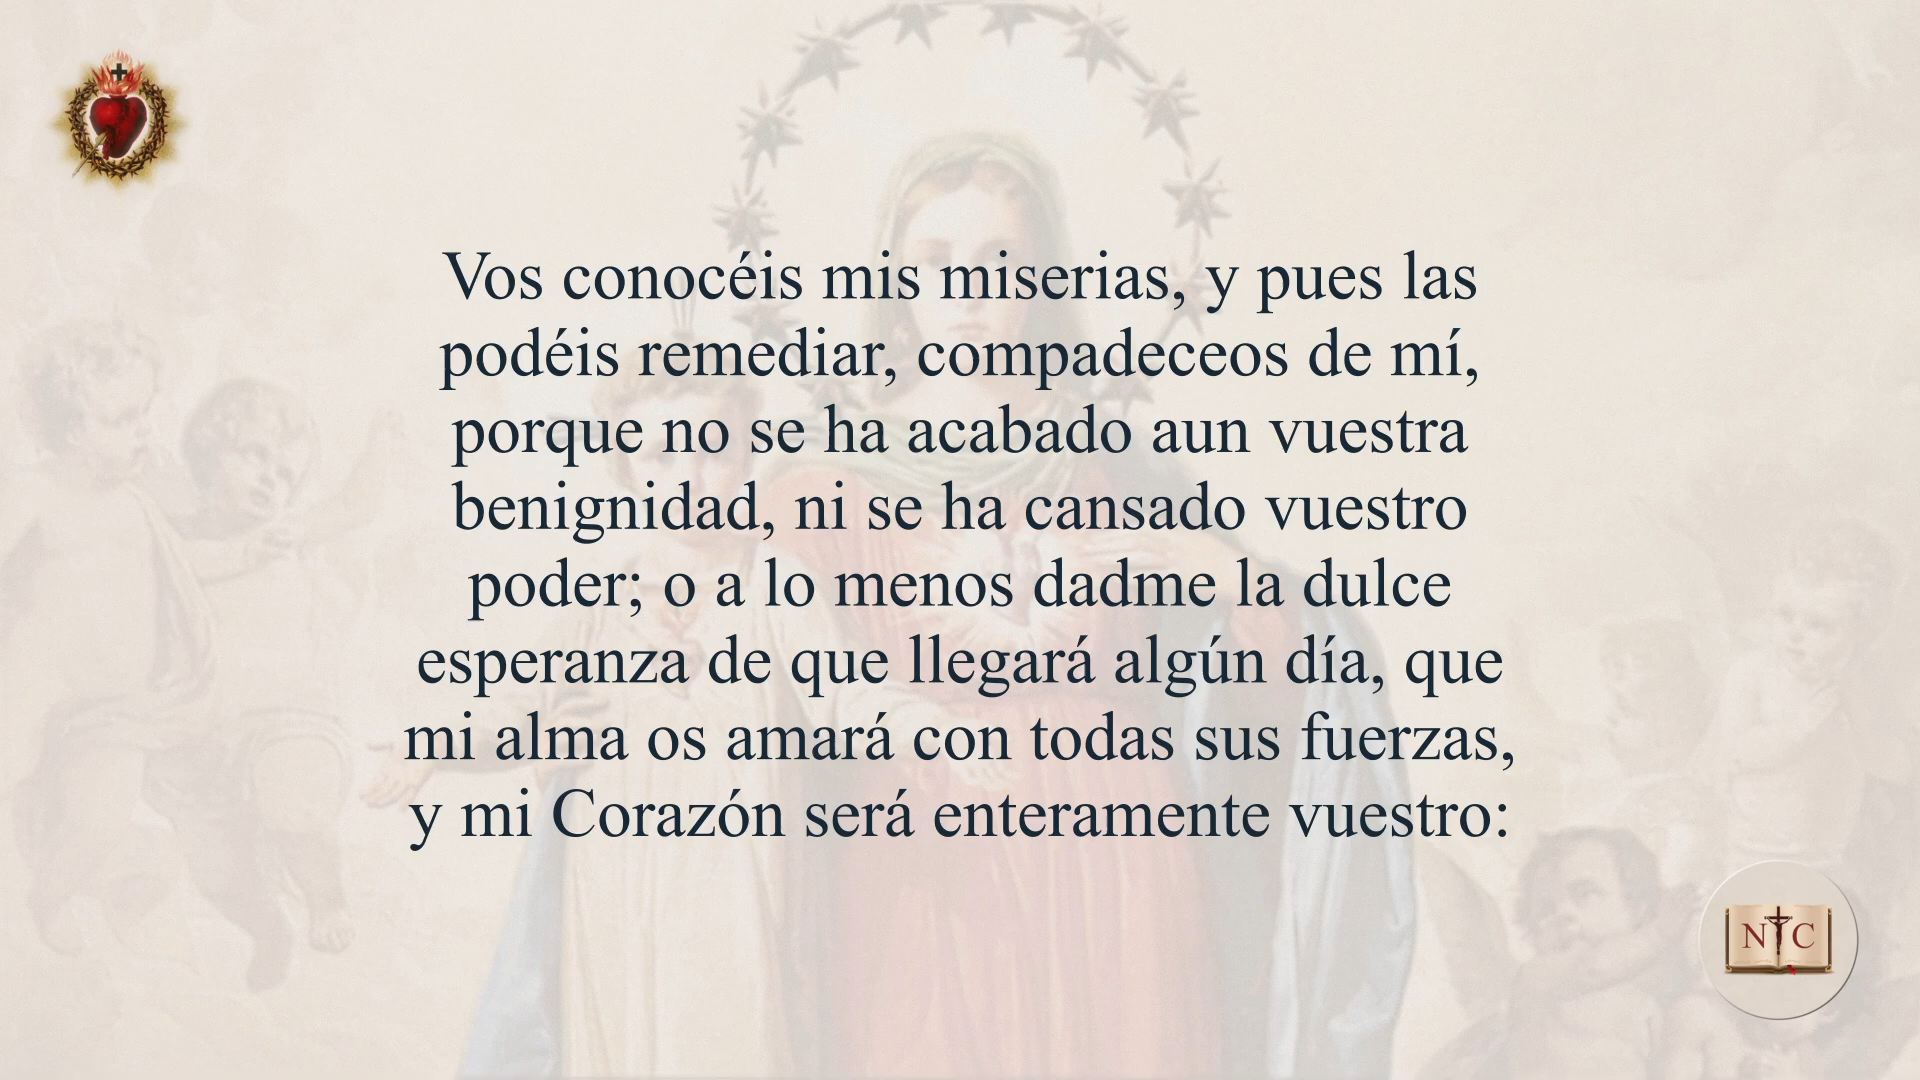 Vos conocéis mis miserias, y pues las
podéis remediar, compadeceos de mí,
porque no se ha acabado aun vuestra
benignidad, ni se ha cansado vuestro
poder; o a lo menos dadme la dulce
esperanza de que llegará algún día, que
mi alma os amará con todas sus fuerzas,
y mi Corazón será enteramente vuestro:
N C